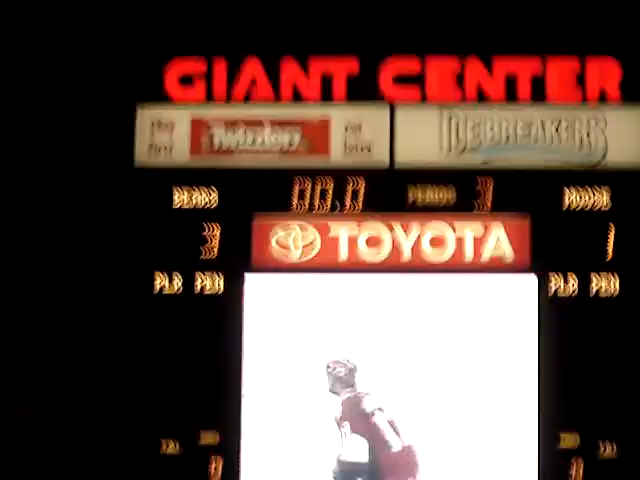 GIANT CENTER
Twizzlers ICEBREAKERS
BEARS 00.0 PERIOD 3 MOOSE
3 1
TOYOTA
PLR PEN PLR PEN